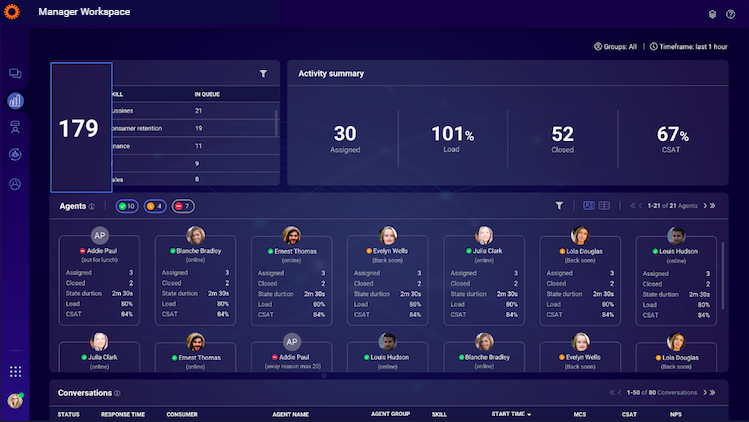 Manager Workspace
Groups: All | Timeframe: last 1 hour
179
KILL IN QUEUE
ussines 21
onsumer retention 19
inance 11
9
ales 8
Activity summary
30 101% 52 67%
Assigned Load Closed CSAT
Agents 10 4 7 1-21 of 21 Agents
AP
Addie Paul Blanche Bradley Ernest Thomas Evelyn Wells Juila Clark Lola Douglas Louis Hudson
(out for lunch) (online) (online) (Back soon) (online) (Back soon) (online)
Assigned 3 Assigned 3 Assigned 3 Assigned 3 Assigned 3 Assigned 3 Assigned 3
Closed 2 Closed 2 Closed 2 Closed 2 Closed 2 Closed 2 Closed 2
State durtion 2m 30s State durtion 2m 30s State durtion 2m 30s State durtion 2m 30s State durtion 2m 30s State durtion 2m 30s State durtion 2m 30s
Load 80% Load 80% Load 80% Load 80% Load 80% Load 80% Load 80%
CSAT 84% CSAT 84% CSAT 84% CSAT 84% CSAT 84% CSAT 84% CSAT 84%
AP
Juila Clark Ernest Thomas Addie Paul Louis Hudson Blanche Bradley Evelyn Wells Lola Douglas
(online) (online) (away reason max 20) (online) (online) (Back soon) (Back soon)
Conversations 1-50 of 80 Conversations
STATUS RESPONSE TIME CONSUMER AGENT NAME AGENT GROUP SKILL START TIME MCS CSAT NPS